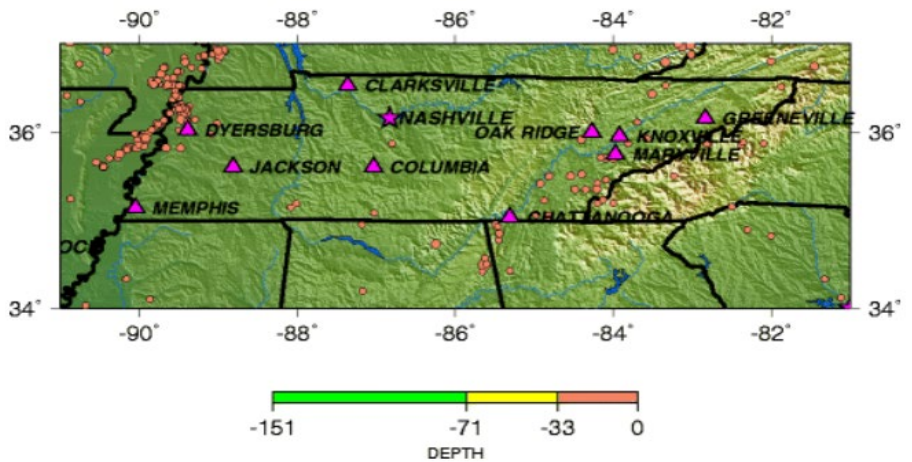 -90° -88° -86° -84° -82°
CLARKSVILLE
NASHVILLE
GREENEVILLE
36° DYERSBURG OAK RIDGE KNOXVILLE 36°
MARYVILLE
JACKSON COLUMBIA
MEMPHIS
CHATTANOOGA
OCK
34° 34°
-90° -88° -86° -84° -82°
-151 -71 -33 0
DEPTH